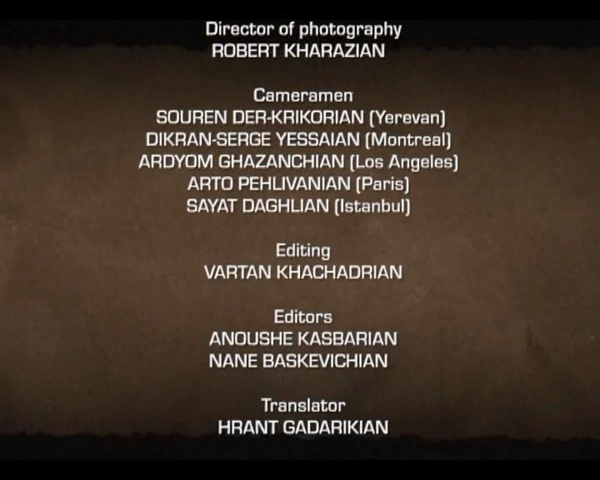 Director of photography
ROBERT KHARAZIAN
Cameramen
SOUREN DER-KRIKORIAN (Yerevan)
DIKRAN-SERGE YESSAIAN (Montreal)
ARDYOM GHAZANCHIAN (Los Angeles)
ARTO PEHLIVANIAN (Paris)
SAYAT DAGHLIAN (Istanbul)
Editing
VARTAN KHACHADRIAN
Editors
ANOUSHE KASBARIAN
NANE BASKEVICHIAN
Translator
HRANT GADARIKIAN